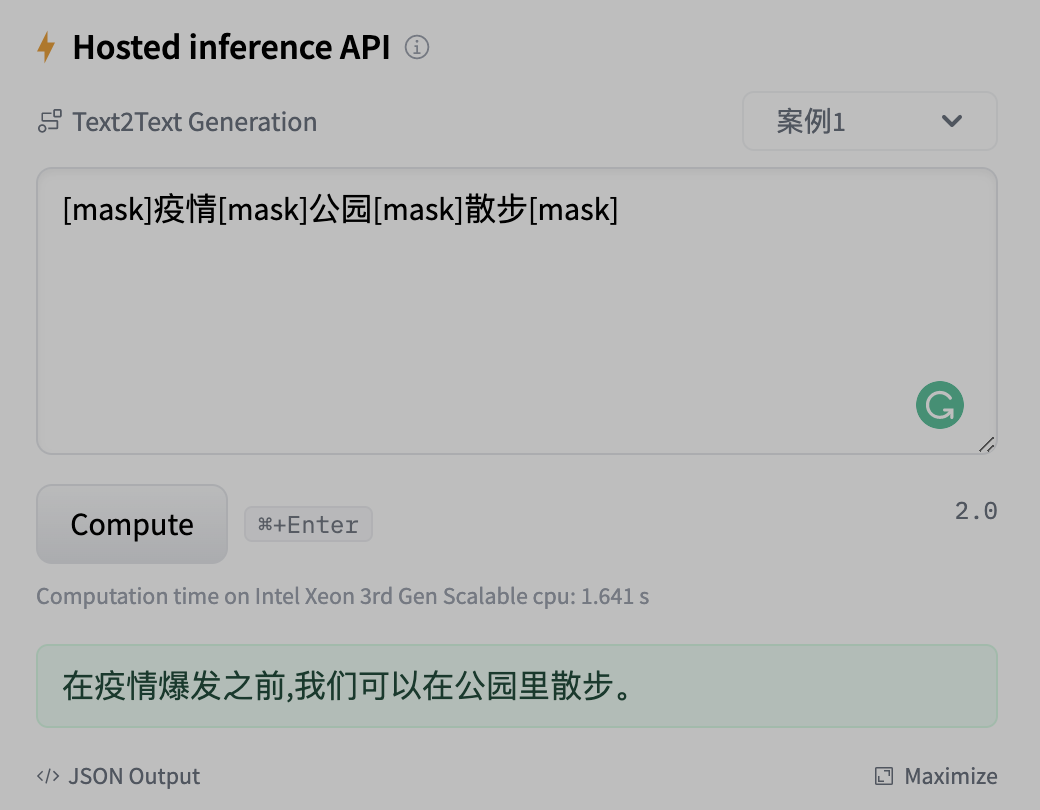 Hosted inference API
Text2Text Generation
案例1
[mask]疫情[mask]公园[mask]散步[mask]
Compute
⌘+Enter
2.0
Computation time on Intel Xeon 3rd Gen Scalable cpu: 1.641 s
在疫情爆发之前,我们可以在公园里散步。
</> JSON Output
Maximize